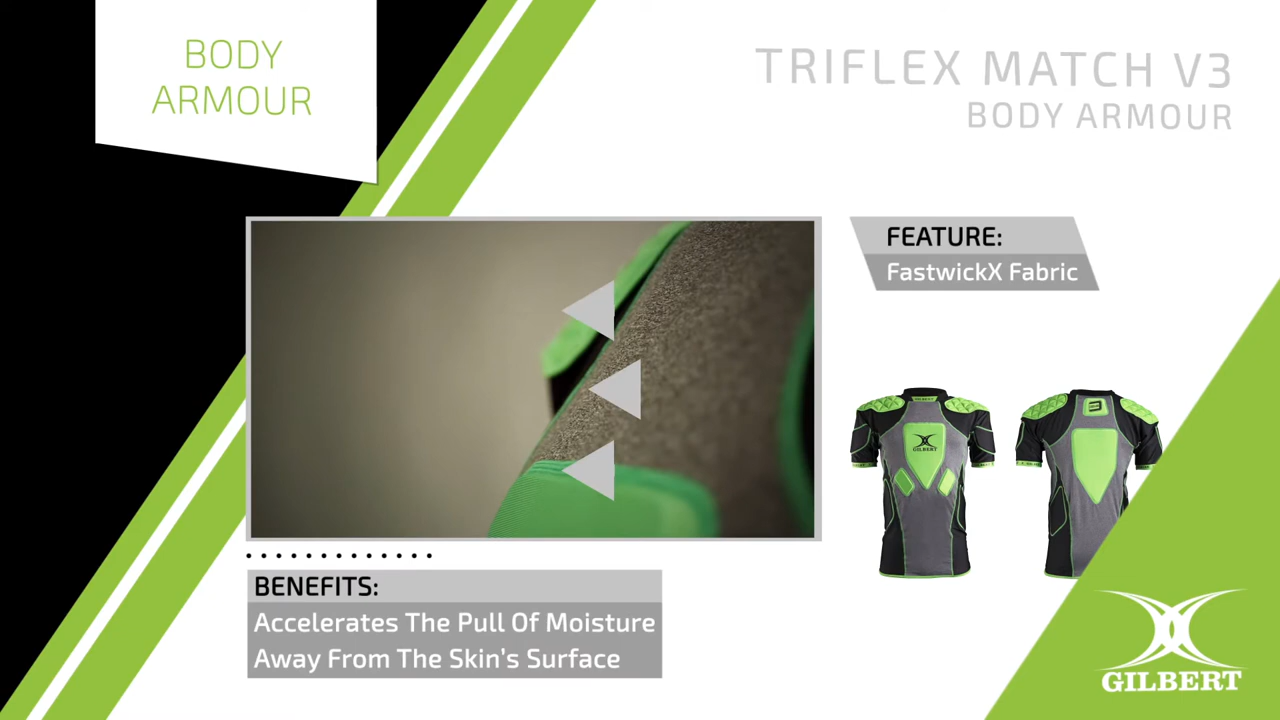 BODY
ARMOUR
TRIFLEX MATCH V3
BODY ARMOUR
FEATURE:
FastwickX Fabric
GILBERT
BENEFITS:
Accelerates The Pull Of Moisture
Away From The Skin's Surface
GILBERT